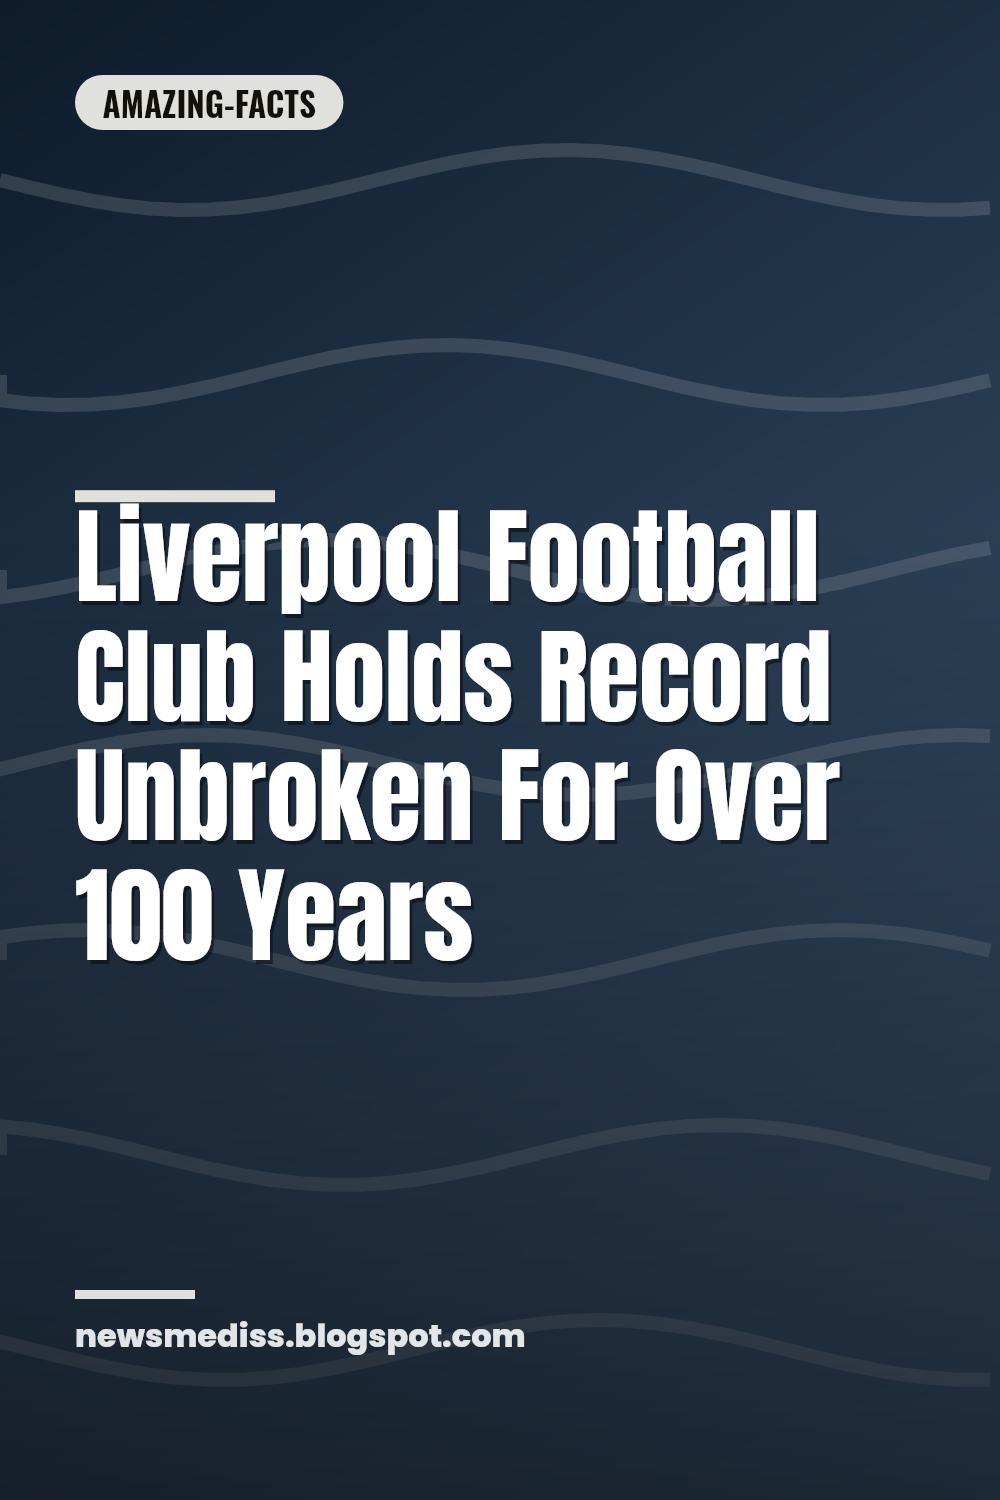 AMAZING-FACTS
Liverpool Football
Club Holds Record
Unbroken For Over
100 Years
newsmediss.blogspot.com